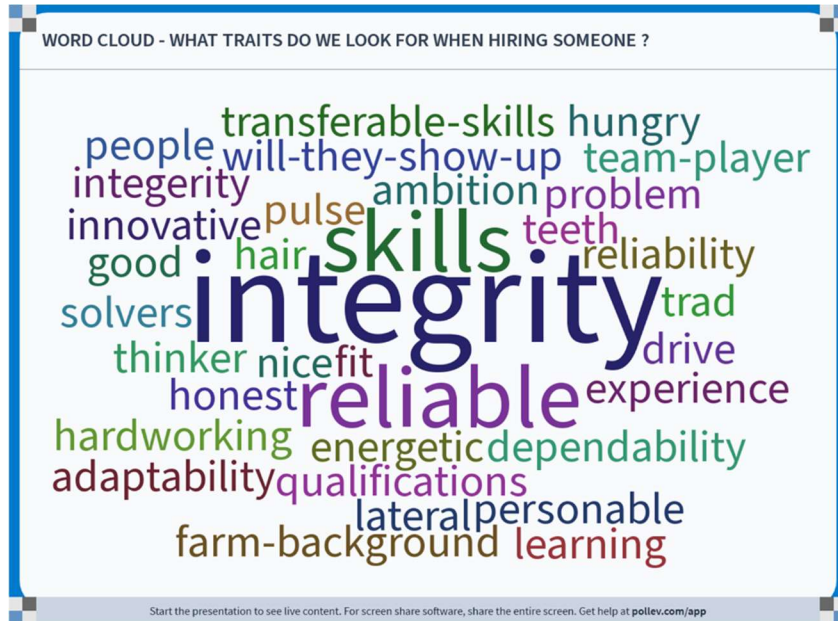 WORD CLOUD - WHAT TRAITS DO WE LOOK FOR WHEN HIRING SOMEONE ?
transferable-skills hungry
people will-they-show-up team-player
integerity ambition problem
innovative pulse skills teeth
good hair reliability
solvers integrity trad
thinker nice fit drive
honest reliable experience
hardworking energetic dependability
adaptability qualifications
lateral personable
farm-background learning
Start the presentation to see live content. For screen share software, share the entire screen. Get help at pollev.com/app